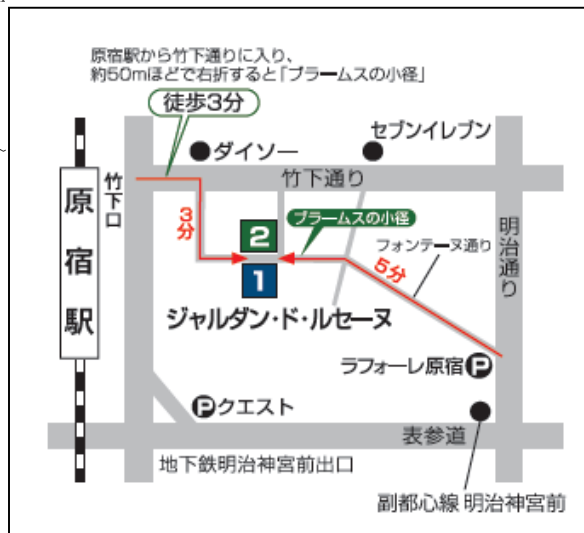 原宿駅から竹下通りに入り、
約50mほどで右折すると「ブラームスの小径」
徒歩3分
セブンイレブン
ダイソー
竹下通り
竹下口
原宿駅
3分
2
ブラームスの小径
フォンテーヌ通り
明治通り
1
5分
ジャルダン・ド・ルセーヌ
ラフォーレ原宿P
Pクエスト
表参道
地下鉄明治神宮前出口
副都心線 明治神宮前